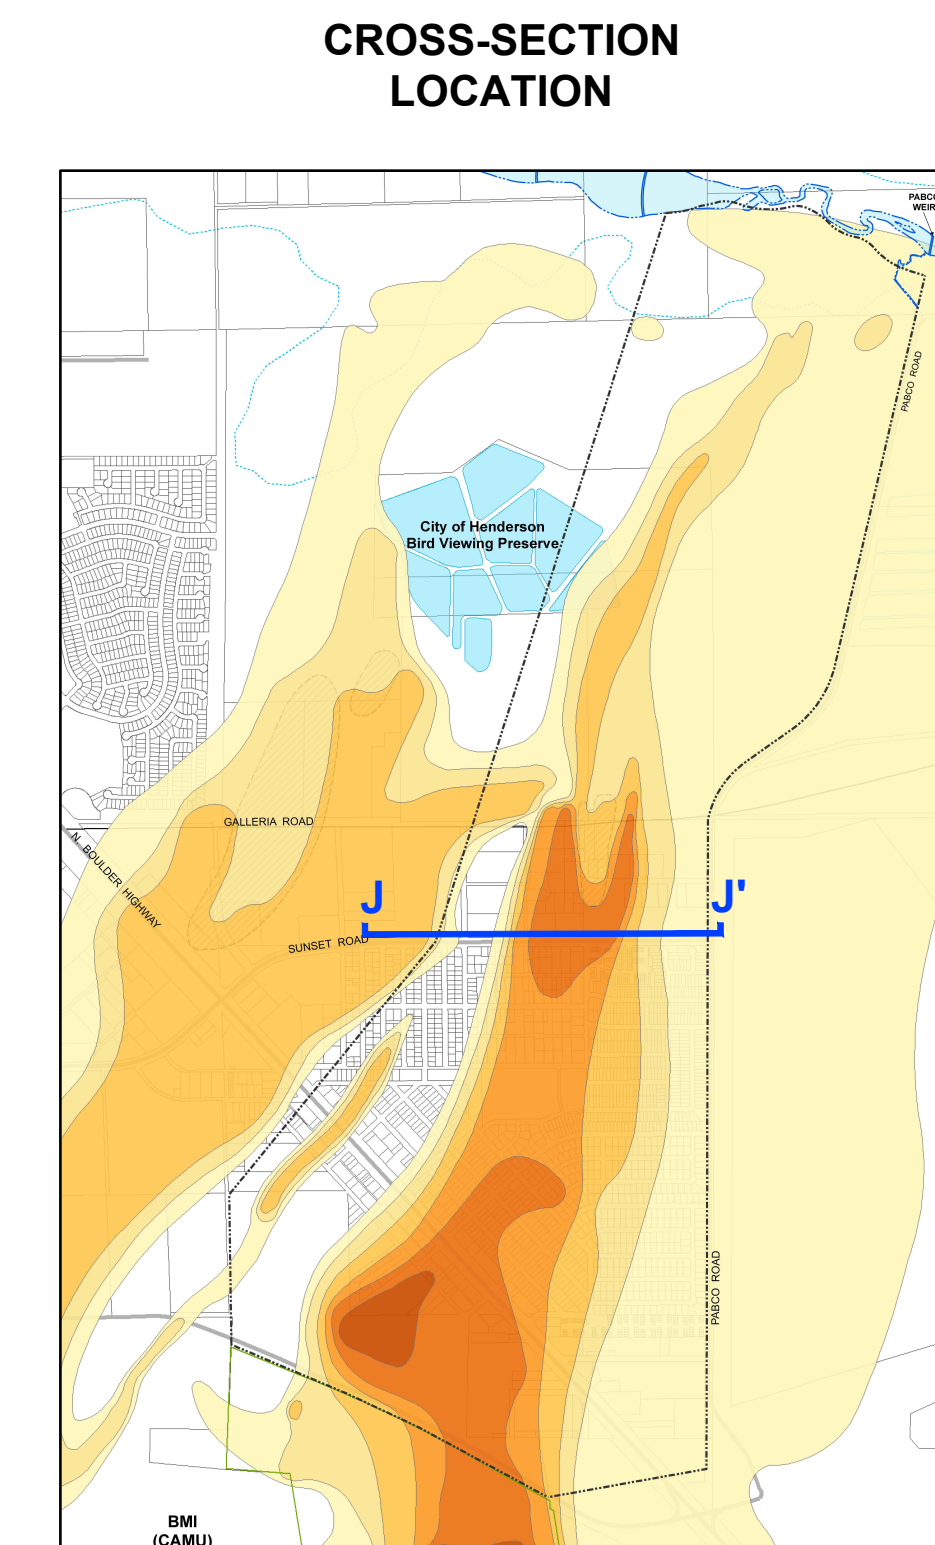 CROSS-SECTION
LOCATION
PABCO
WEIR
PABCO ROAD
City of Henderson
Bird Viewing Preserve
GALLERIA ROAD
N. BOULDER HIGHWAY
J
J'
SUNSET ROAD
PABCO ROAD
BMI
(CAMU)